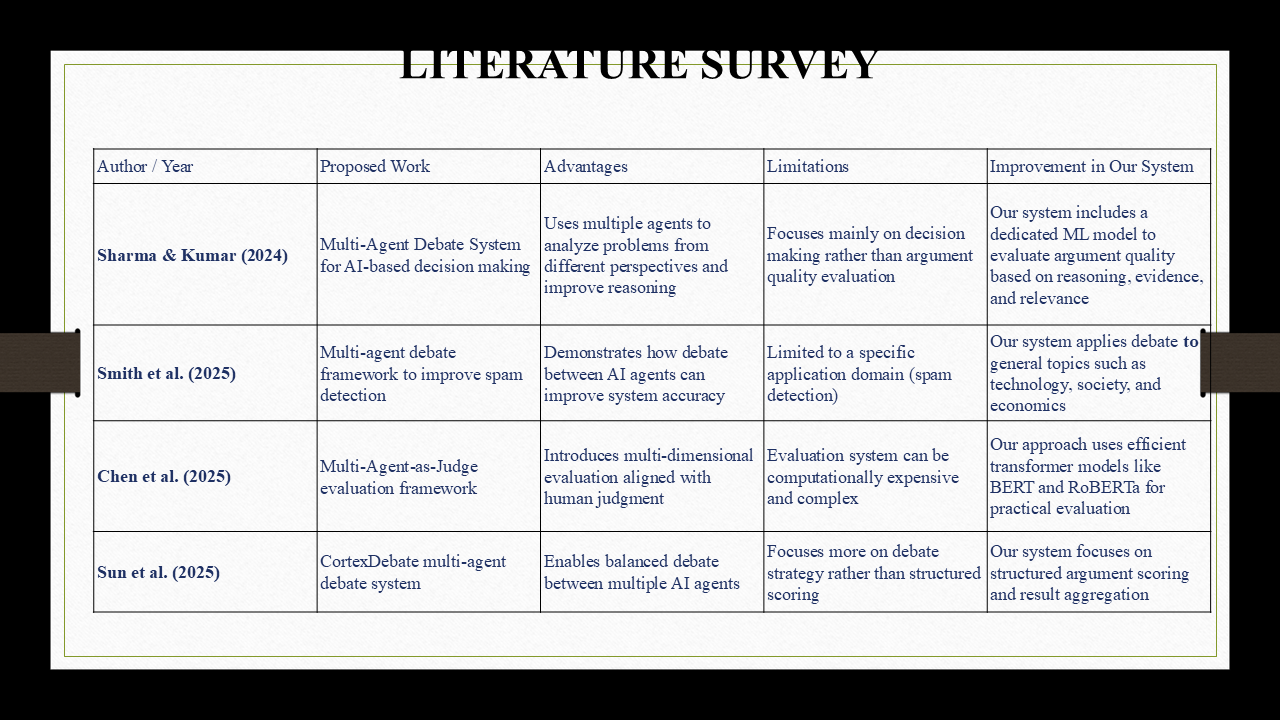 LITERATURE SURVEY
Author / Year
Proposed Work
Advantages
Limitations
Improvement in Our System
Sharma & Kumar (2024)
Multi-Agent Debate System
for AI-based decision making
Uses multiple agents to
analyze problems from
different perspectives and
improve reasoning
Focuses mainly on decision
making rather than argument
quality evaluation
Our system includes a
dedicated ML model to
evaluate argument quality
based on reasoning, evidence,
and relevance
Smith et al. (2025)
Multi-agent debate
framework to improve spam
detection
Demonstrates how debate
between AI agents can
improve system accuracy
Limited to a specific
application domain (spam
detection)
Our system applies debate to
general topics such as
technology, society, and
economics
Chen et al. (2025)
Multi-Agent-as-Judge
evaluation framework
Introduces multi-dimensional
evaluation aligned with
human judgment
Evaluation system can be
computationally expensive
and complex
Our approach uses efficient
transformer models like
BERT and RoBERTa for
practical evaluation
Sun et al. (2025)
CortexDebate multi-agent
debate system
Enables balanced debate
between multiple AI agents
Focuses more on debate
strategy rather than structured
scoring
Our system focuses on
structured argument scoring
and result aggregation